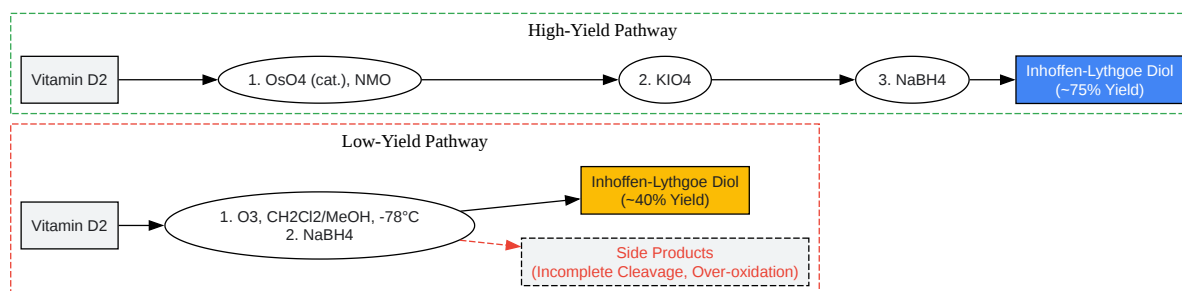 High-Yield Pathway
Vitamin D2
1. OsO4 (cat.), NMO
2. KIO4
3. NaBH4
Inhoffen-Lythgoe Diol
(~75% Yield)
Low-Yield Pathway
Vitamin D2
1. O3, CH2Cl2/MeOH, -78°C
2. NaBH4
Inhoffen-Lythgoe Diol
(~40% Yield)
Side Products
(Incomplete Cleavage, Over-oxidation)